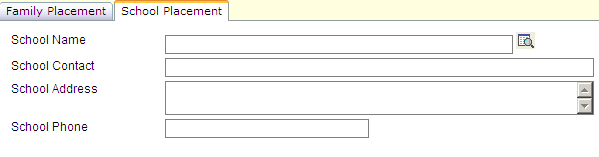 Family Placement School Placement
School Name
School Contact
School Address
School Phone